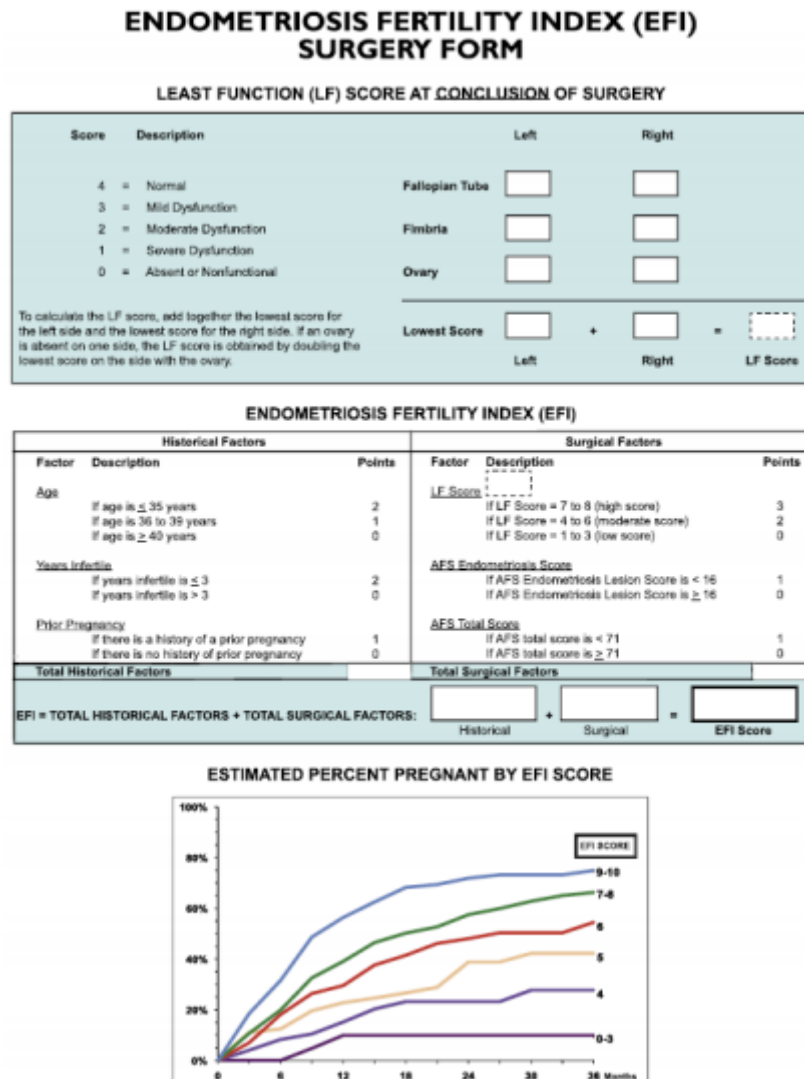 ENDOMETRIOSIS FERTILITY INDEX (EFI)
SURGERY FORM
LEAST FUNCTION (LF) SCORE AT CONCLUSION OF SURGERY
Score Description Left Right
4 = Normal Fallopian Tube
3 = Mild Dysfunction
2 = Moderate Dysfunction Fimbria
1 = Severe Dysfunction
0 = Absent or Nonfunctional Ovary
To calculate the LF score, add together the lowest score for
the left side and the lowest score for the right side. If an ovary
is absent on one side, the LF score is obtained by doubling the
lowest score on the side with the ovary.
Lowest Score + =
Left Right LF Score
ENDOMETRIOSIS FERTILITY INDEX (EFI)
Historical Factors Surgical Factors
Factor Description Points Factor Description Points
Age LF Score
If age is ≤ 35 years 2 If LF Score = 7 to 8 (high score) 3
If age is 36 to 39 years 1 If LF Score = 4 to 6 (moderate score) 2
If age is ≥ 40 years 0 If LF Score = 1 to 3 (low score) 0
Years Infertile AFS Endometriosis Score
If years infertile is ≤ 3 2 If AFS Endometriosis Lesion Score is < 16 1
If years infertile is > 3 0 If AFS Endometriosis Lesion Score is ≥ 16 0
Prior Pregnancy AFS Total Score
If there is a history of a prior pregnancy 1 If AFS total score is < 71 1
If there is no history of prior pregnancy 0 If AFS total score is ≥ 71 0
Total Historical Factors Total Surgical Factors
EFI = TOTAL HISTORICAL FACTORS + TOTAL SURGICAL FACTORS: + =
Historical Surgical EFI Score
ESTIMATED PERCENT PREGNANT BY EFI SCORE
100%
EFI SCORE
80%
9-10
7-8
60%
6
40%
5
4
20%
0-3
0%
0 6 12 18 24 30 36 Months